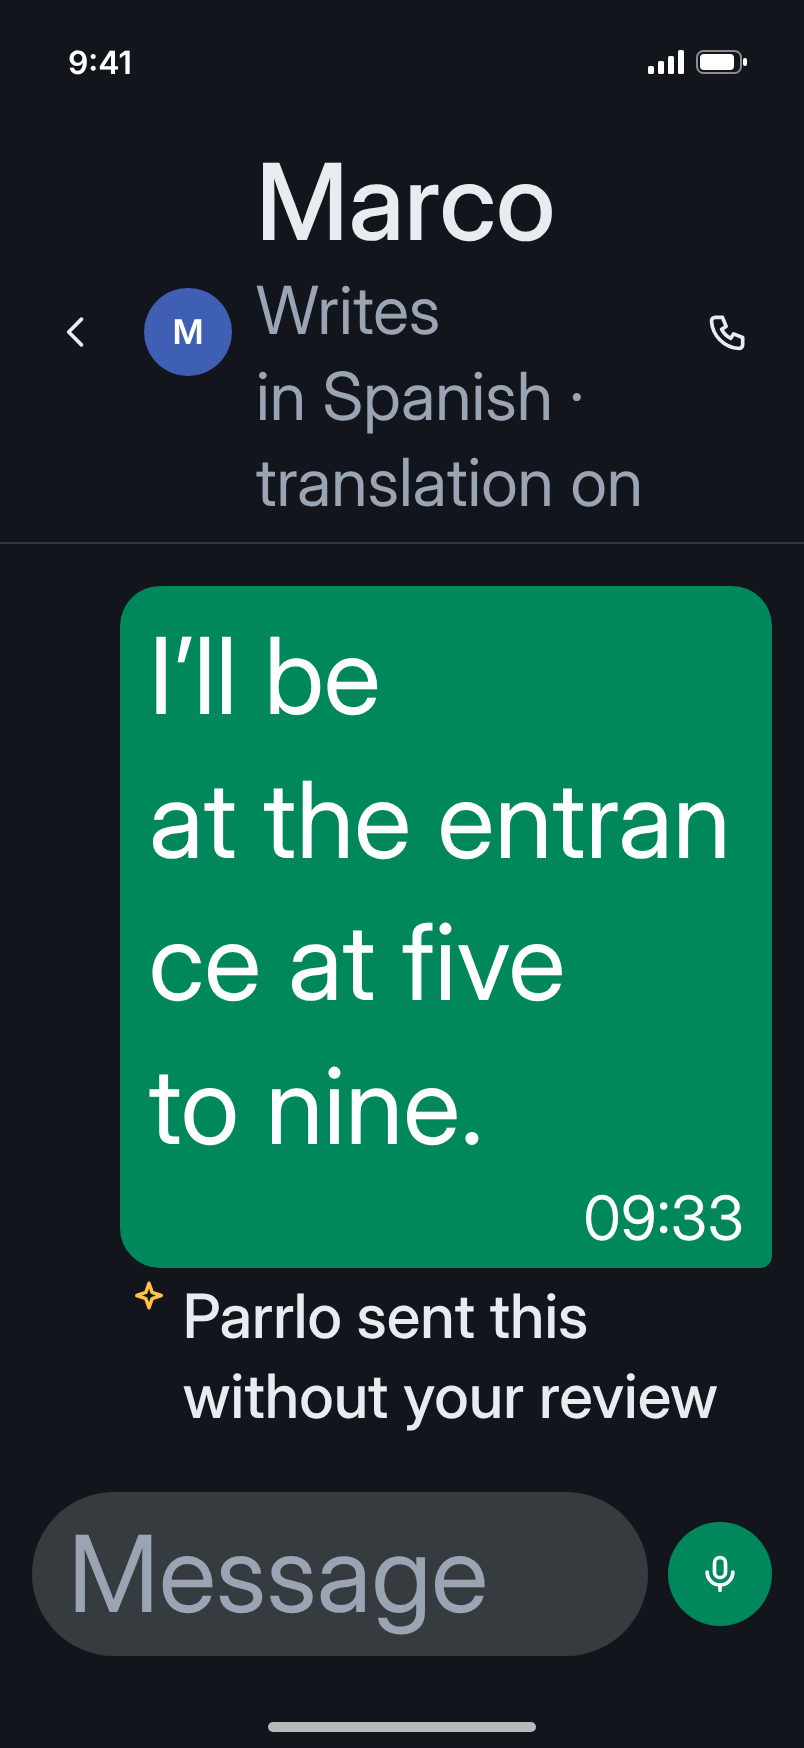 9:41
Marco
M
Writes
in Spanish ·
translation on
I’ll be
at the entran
ce at five
to nine.
09:33
Parrlo sent this
without your review
Message